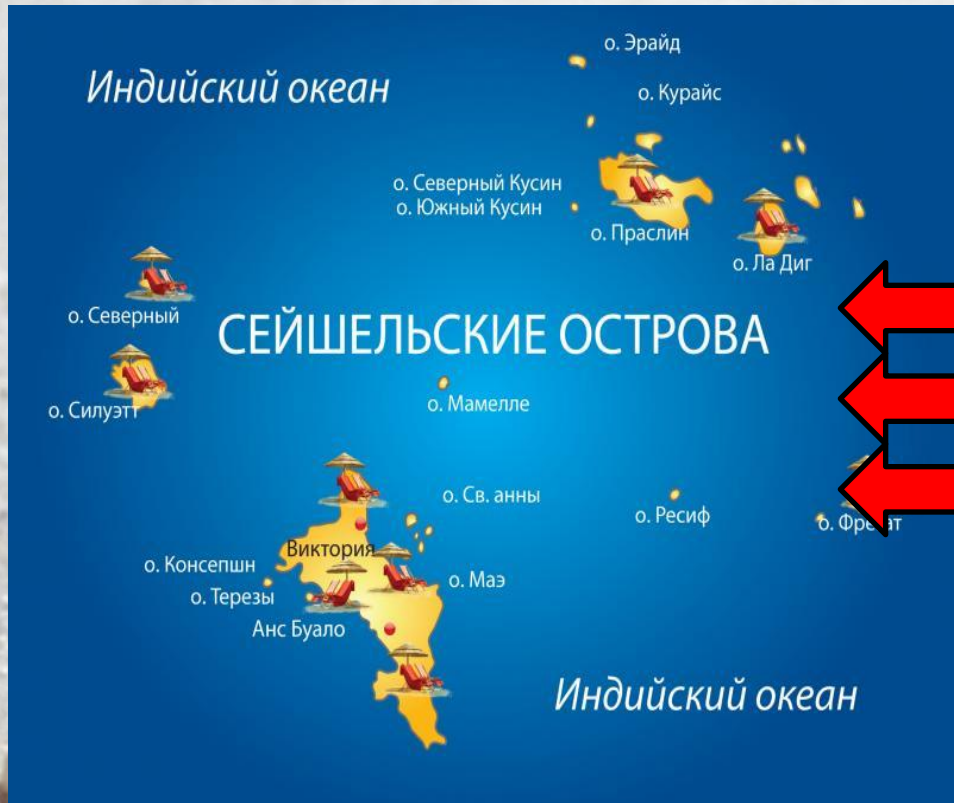 о. Эрайд
Индийский океан
о. Курайс
о. Северный Кусин
о. Южный Кусин
о. Праслин
о. Ла Диг
о. Северный
СЕЙШЕЛЬСКИЕ ОСТРОВА
о. Силуэтт
о. Мамелле
о. Св. анны
о. Ресиф
Виктория
о. Консепшн
о. Маэ
о. Терезы
Анс Буало
Индийский океан